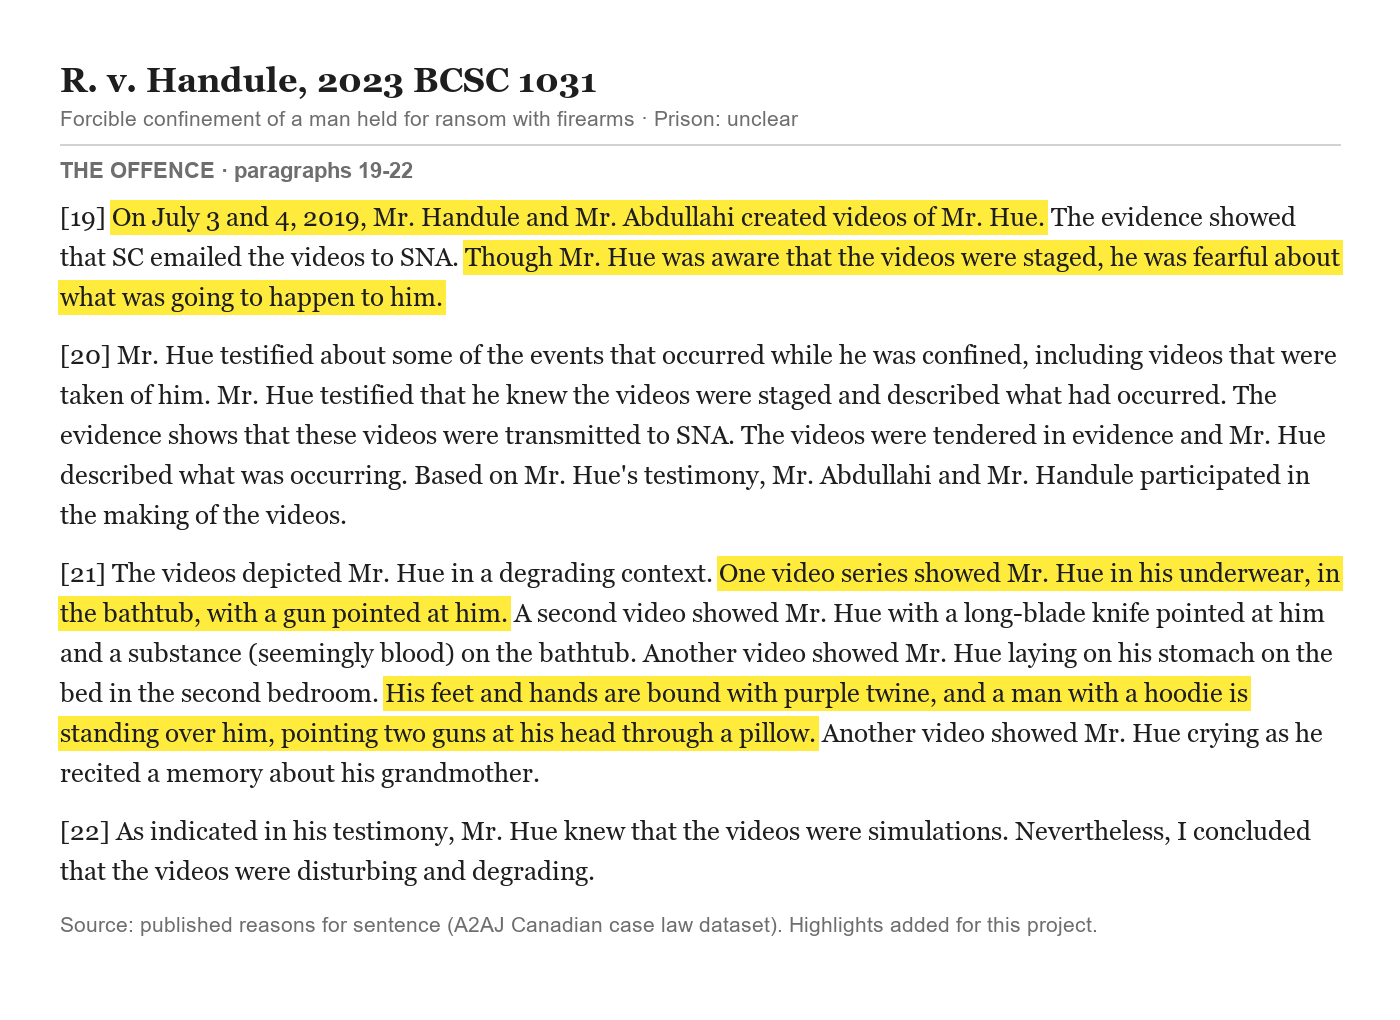 R. v. Handule, 2023 BCSC 1031
Forcible confinement of a man held for ransom with firearms · Prison: unclear
THE OFFENCE · paragraphs 19-22
[19] On July 3 and 4, 2019, Mr. Handule and Mr. Abdullahi created videos of Mr. Hue. The evidence showed
that SC emailed the videos to SNA. Though Mr. Hue was aware that the videos were staged, he was fearful about
what was going to happen to him.
[20] Mr. Hue testified about some of the events that occurred while he was confined, including videos that were
taken of him. Mr. Hue testified that he knew the videos were staged and described what had occurred. The
evidence shows that these videos were transmitted to SNA. The videos were tendered in evidence and Mr. Hue
described what was occurring. Based on Mr. Hue's testimony, Mr. Abdullahi and Mr. Handule participated in
the making of the videos.
[21] The videos depicted Mr. Hue in a degrading context. One video series showed Mr. Hue in his underwear, in
the bathtub, with a gun pointed at him. A second video showed Mr. Hue with a long-blade knife pointed at him
and a substance (seemingly blood) on the bathtub. Another video showed Mr. Hue laying on his stomach on the
bed in the second bedroom. His feet and hands are bound with purple twine, and a man with a hoodie is
standing over him, pointing two guns at his head through a pillow. Another video showed Mr. Hue crying as he
recited a memory about his grandmother.
[22] As indicated in his testimony, Mr. Hue knew that the videos were simulations. Nevertheless, I concluded
that the videos were disturbing and degrading.
Source: published reasons for sentence (A2AJ Canadian case law dataset). Highlights added for this project.